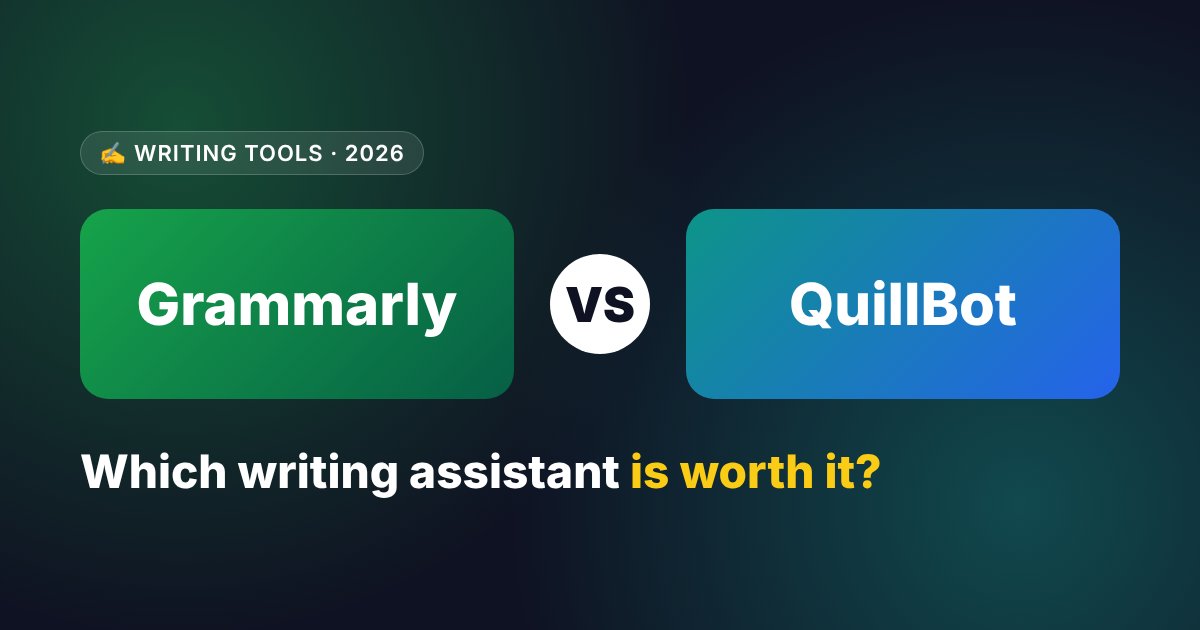 ✍️ WRITING TOOLS · 2026
Grammarly
VS
QuillBot
Which writing assistant is worth it?